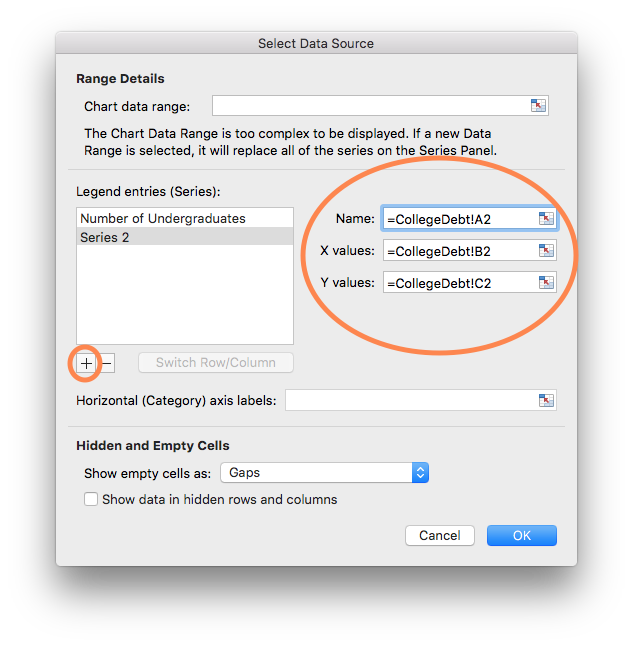 Select Data Source
Range Details
Chart data range:
The Chart Data Range is too complex to be displayed. If a new Data
Range is selected, it will replace all of the series on the Series Panel.
Legend entries (Series):
Number of Undergraduates
Series 2
Name: =CollegeDebt!A2
X values: =CollegeDebt!B2
Y values: =CollegeDebt!C2
+ −
Switch Row/Column
Horizontal (Category) axis labels:
Hidden and Empty Cells
Show empty cells as: Gaps
Show data in hidden rows and columns
Cancel OK